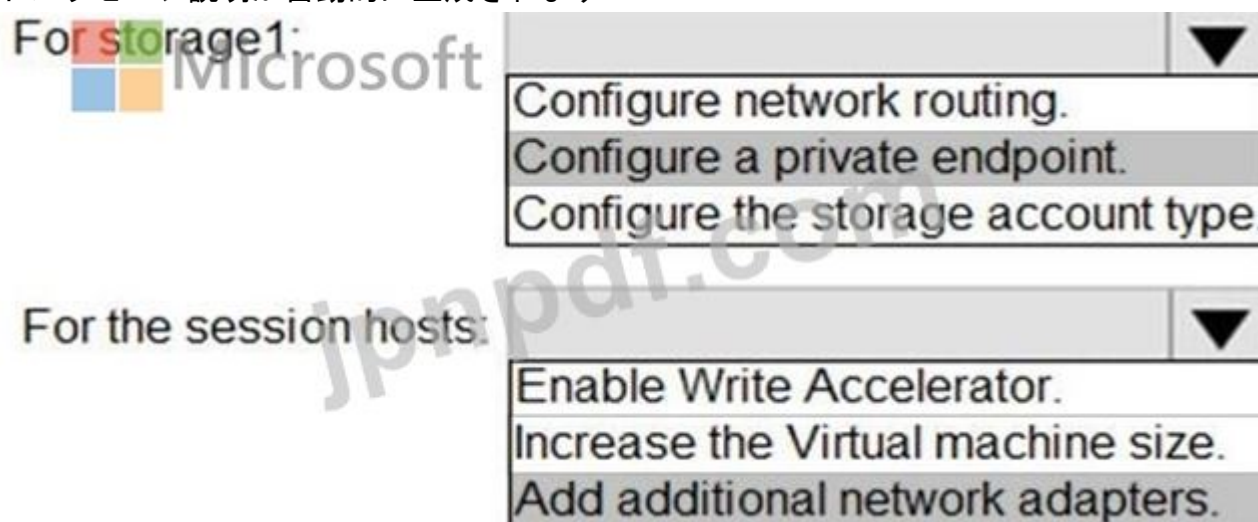 For storage1:
Microsoft
Configure network routing.
Configure a private endpoint.
Configure the storage account type.
jpnpdf.com
For the session hosts:
Enable Write Accelerator.
Increase the Virtual machine size.
Add additional network adapters.